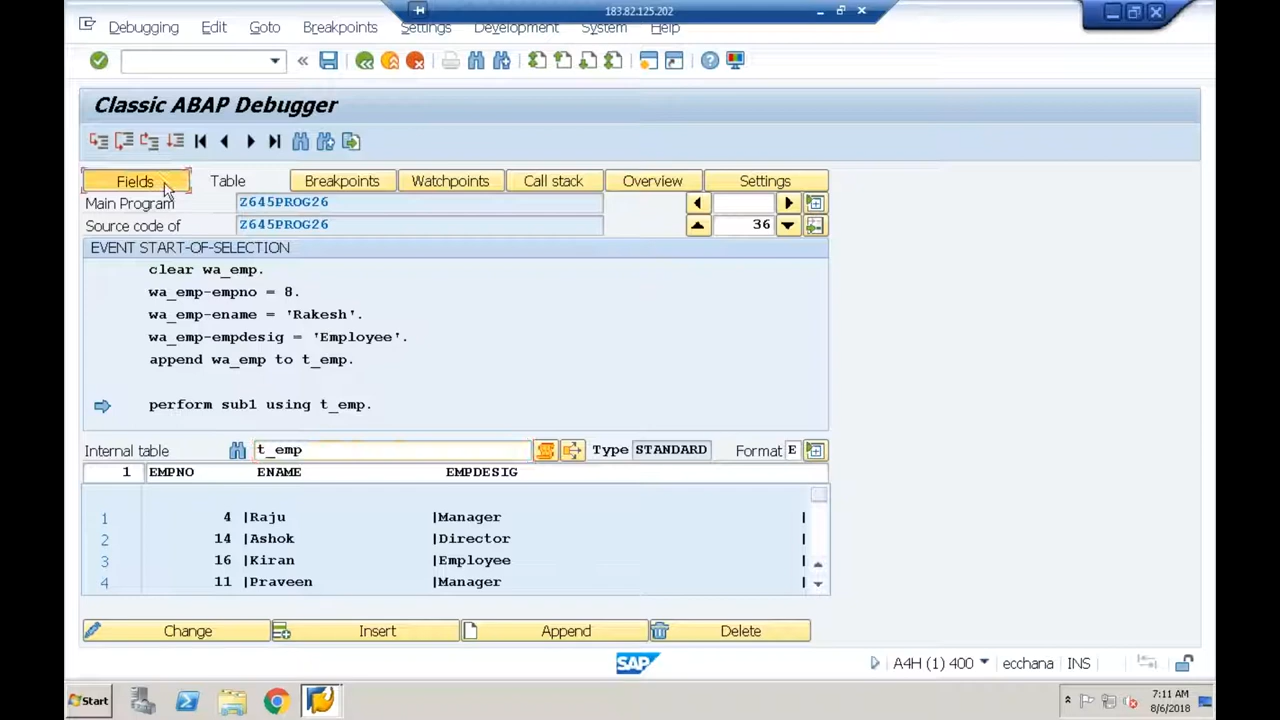 183.82.125.202
Debugging Edit Goto Breakpoints Settings Development System Help
Classic ABAP Debugger
Fields Table Breakpoints Watchpoints Call stack Overview Settings
Main Program Z645PROG26
Source code of Z645PROG26 36
EVENT START-OF-SELECTION
clear wa_emp.
wa_emp-empno = 8.
wa_emp-ename = 'Rakesh'.
wa_emp-empdesig = 'Employee'.
append wa_emp to t_emp.
perform sub1 using t_emp.
Internal table t_emp Type STANDARD Format E
1 EMPNO ENAME EMPDESIG
1 4 |Raju |Manager |
2 14 |Ashok |Director |
3 16 |Kiran |Employee |
4 11 |Praveen |Manager |
Change Insert Append Delete
SAP A4H (1) 400 ecchana INS
Start 7:11 AM
8/6/2018